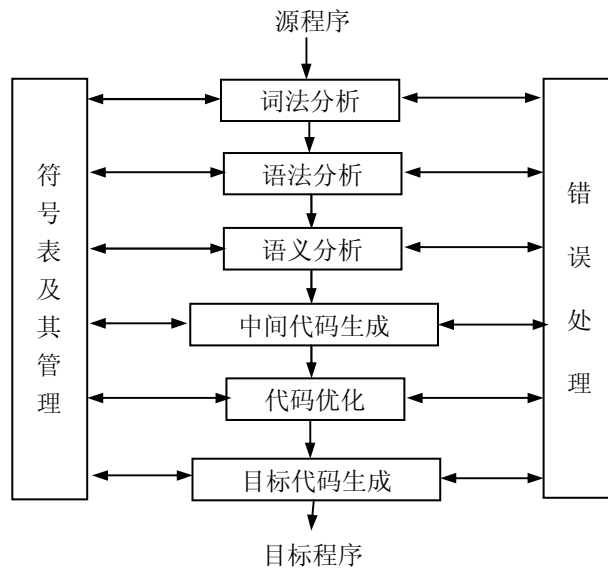 源程序
词法分析
语法分析
语义分析
中间代码生成
代码优化
目标代码生成
目标程序
符号表及其管理
错误处理